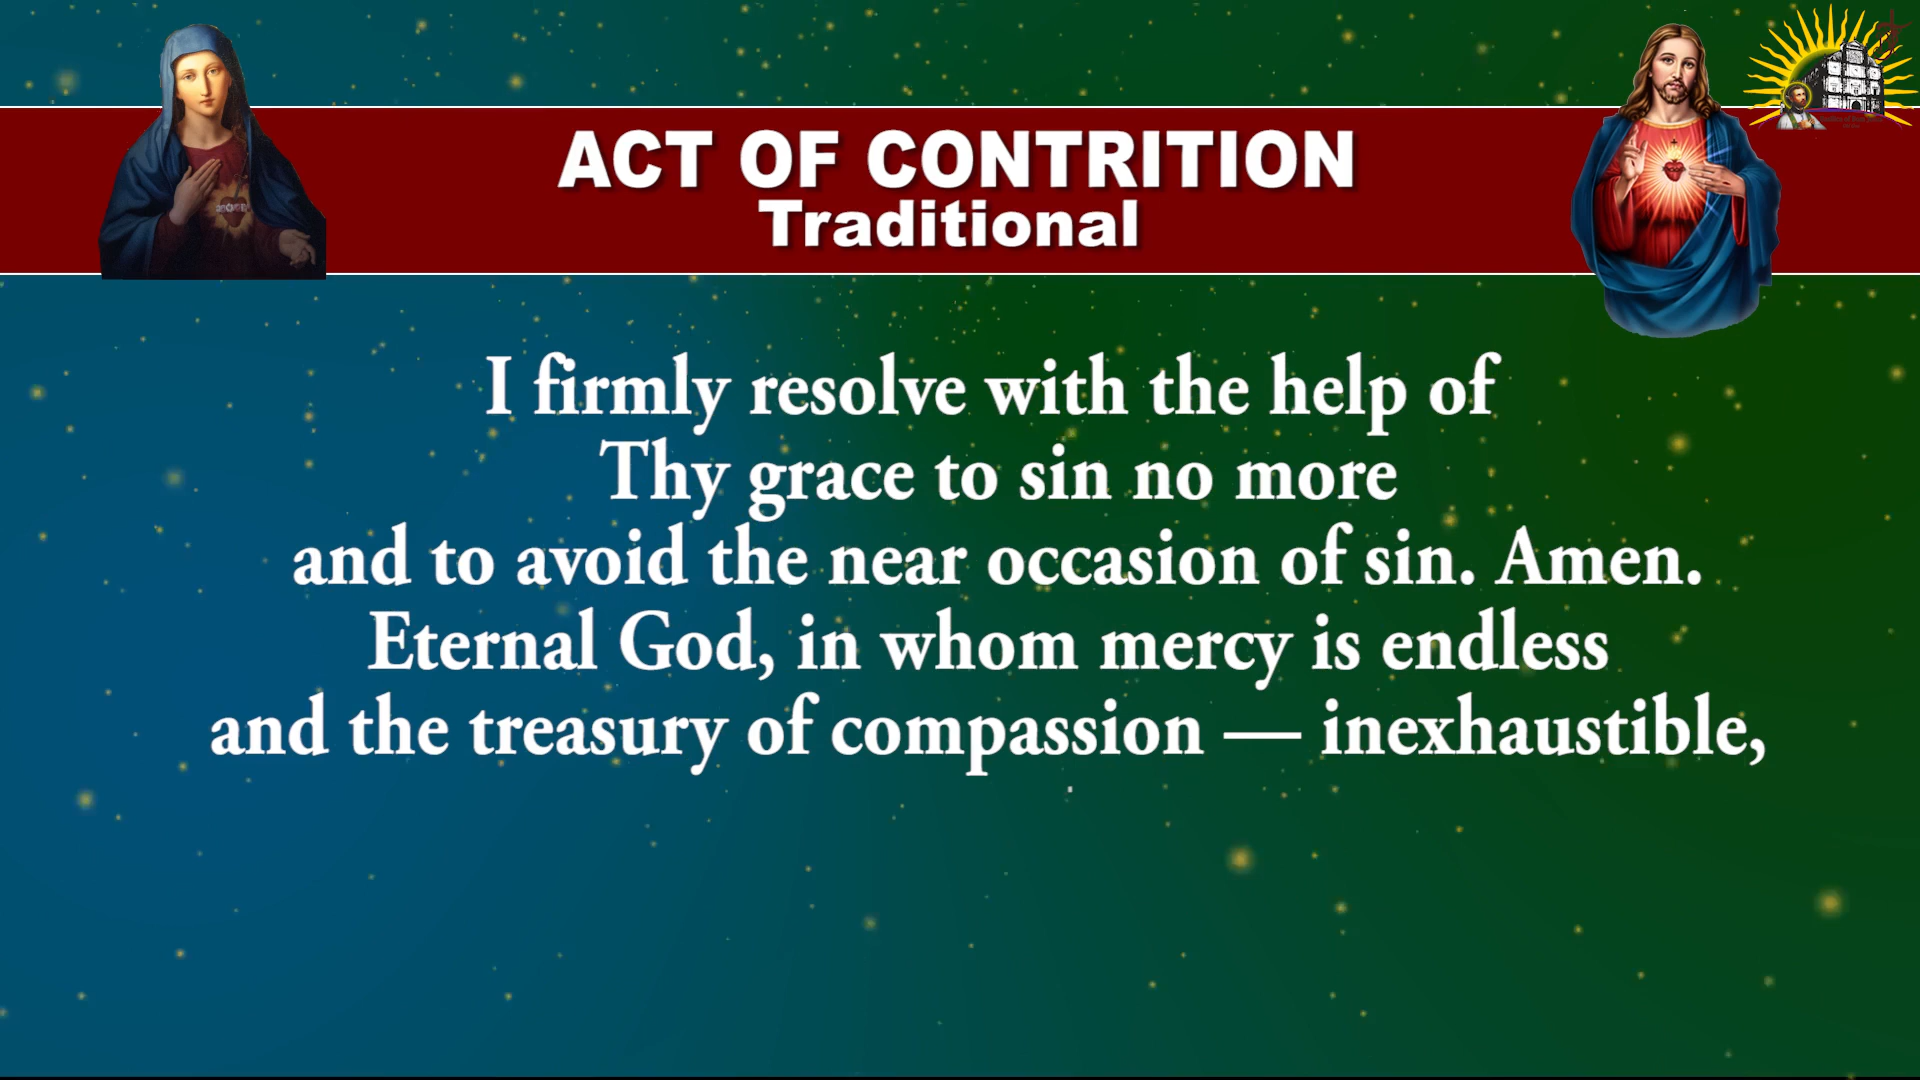 ACT OF CONTRITION
Traditional
I firmly resolve with the help of
Thy grace to sin no more
and to avoid the near occasion of sin. Amen.
Eternal God, in whom mercy is endless
and the treasury of compassion — inexhaustible,